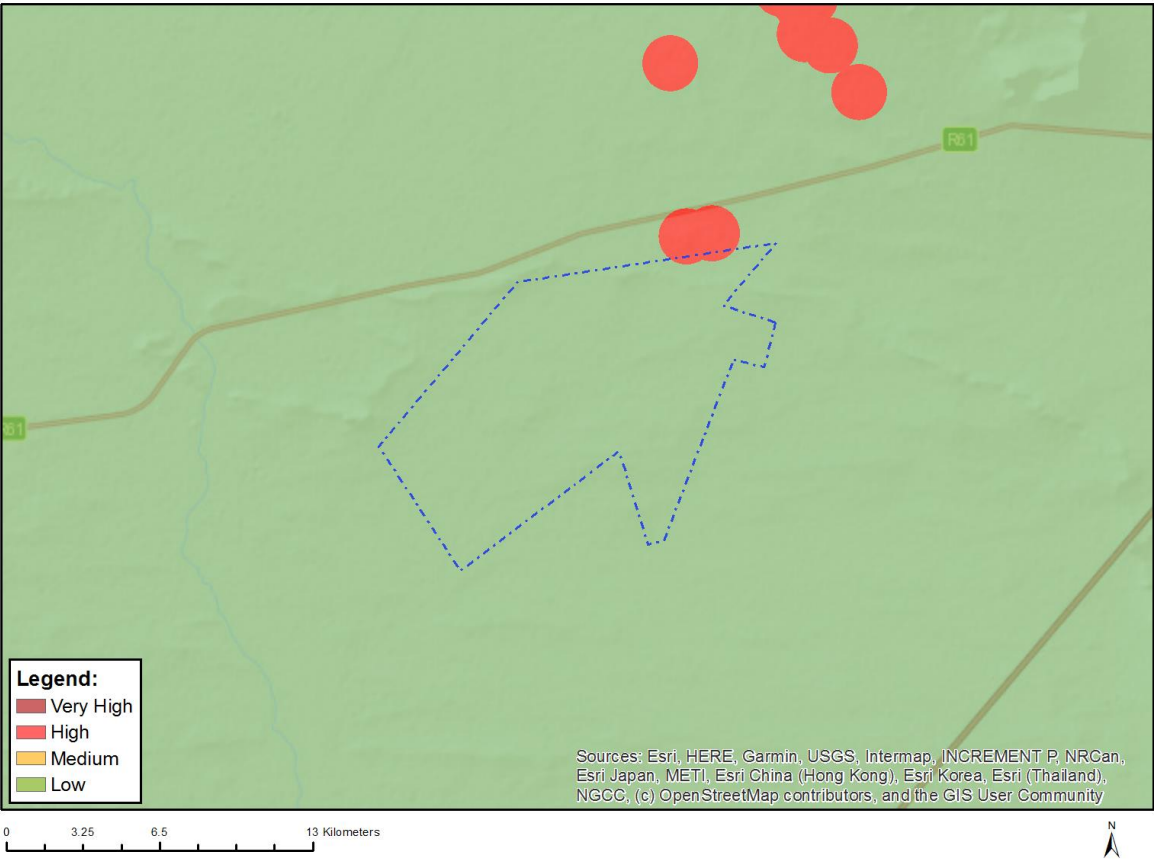 R61
R61
Legend:
Very High
High
Medium
Low
Sources: Esri, HERE, Garmin, USGS, Intermap, INCREMENT P, NRCan,
Esri Japan, METI, Esri China (Hong Kong), Esri Korea, Esri (Thailand),
NGCC, (c) OpenStreetMap contributors, and the GIS User Community
0 3.25 6.5 13 Kilometers
N